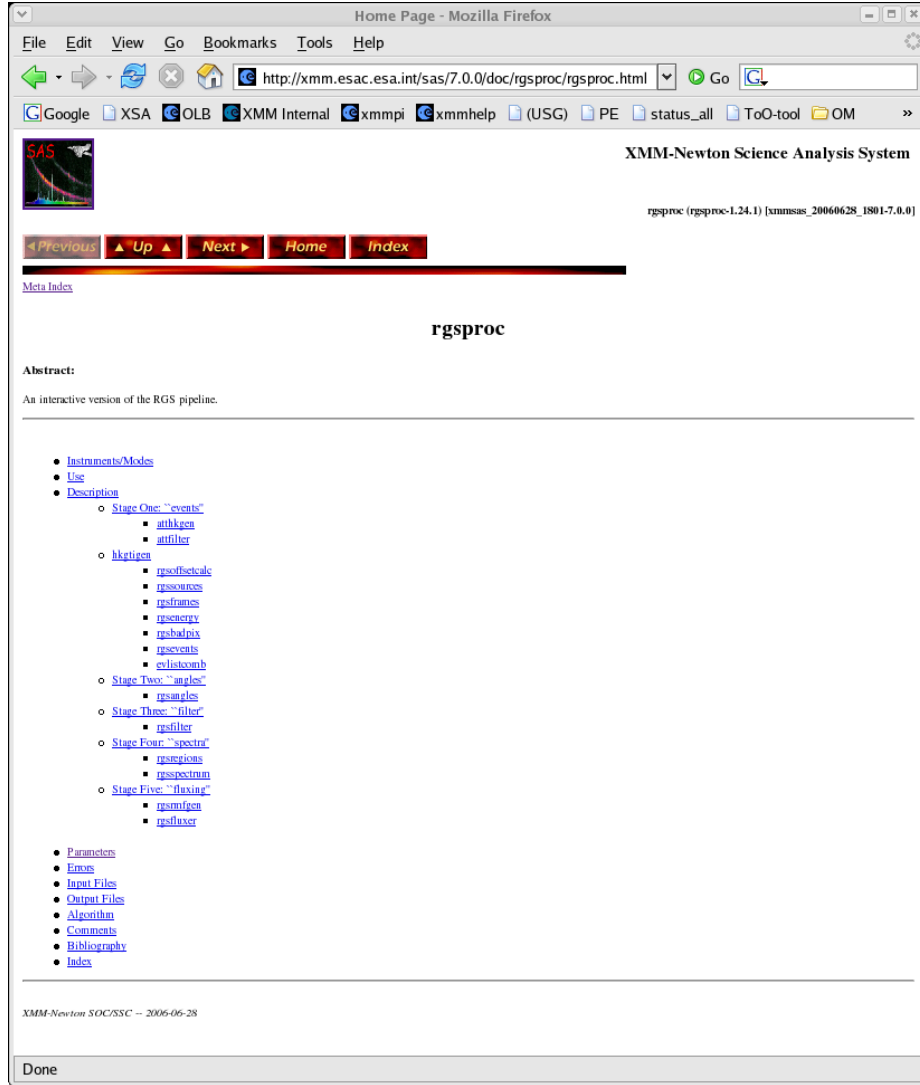 Home Page - Mozilla Firefox
File Edit View Go Bookmarks Tools Help
http://xmm.esac.esa.int/sas/7.0.0/doc/rgsproc/rgsproc.html Go G
G Google XSA OLB XMM Internal xmmpi xmmhelp (USG) PE status_all ToO-tool OM »
SAS
XMM-Newton Science Analysis System
rgsproc (rgsproc-1.24.1) [xmmsas_20060628_1801-7.0.0]
Previous Up Next Home Index
Meta Index
rgsproc
Abstract:
An interactive version of the RGS pipeline.
Instruments/Modes
Use
Description
Stage One: ``events''
atthkgen
attfilter
hkgtigen
rgsoffsetcalc
rgssources
rgsframes
rgsenergy
rgsbadpix
rgsevents
evlistcomb
Stage Two: ``angles''
rgsangles
Stage Three: ``filter''
rgsfilter
Stage Four: ``spectra''
rgsregions
rgsspectrum
Stage Five: ``fluxing''
rgsrmfgen
rgsfluxer
Parameters
Errors
Input Files
Output Files
Algorithm
Comments
Bibliography
Index
XMM-Newton SOC/SSC -- 2006-06-28
Done